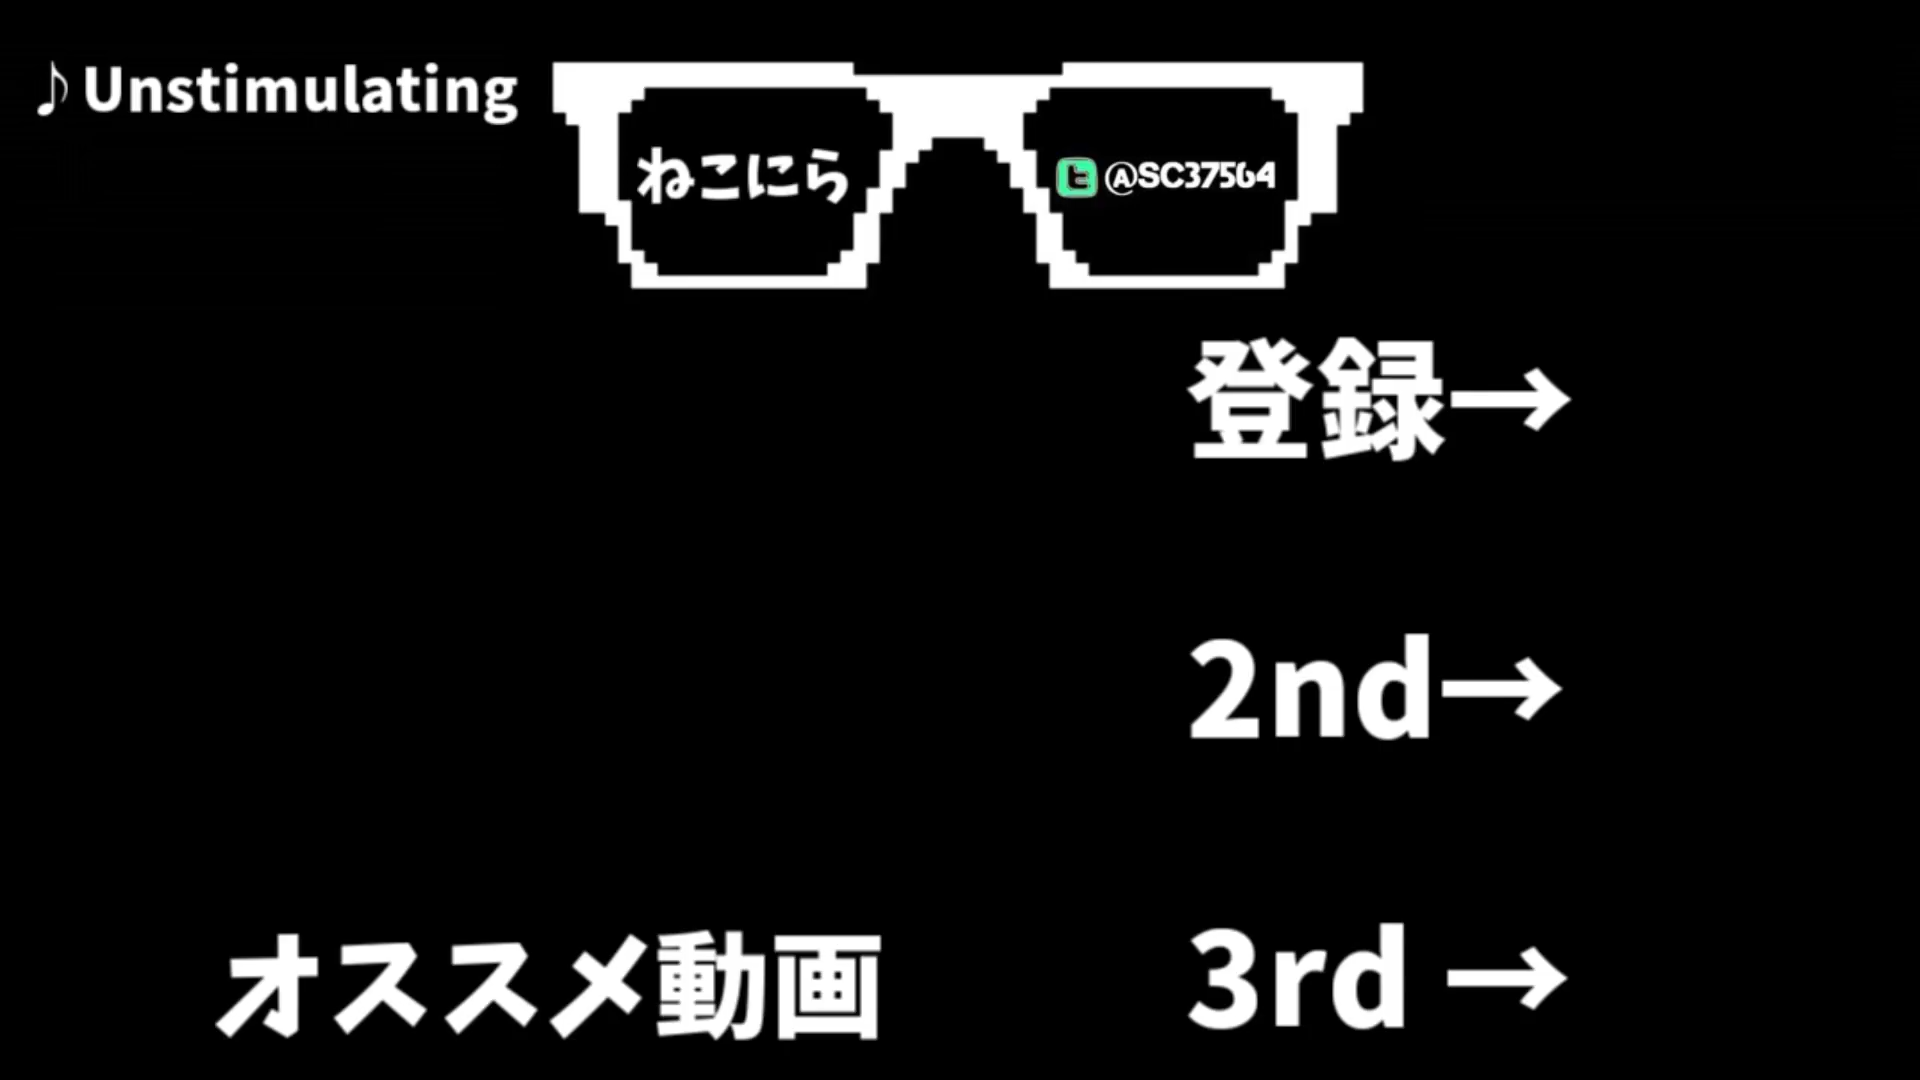 ♪Unstimulating
ねこにら
@SC37564
登録→
2nd→
オススメ動画
3rd →